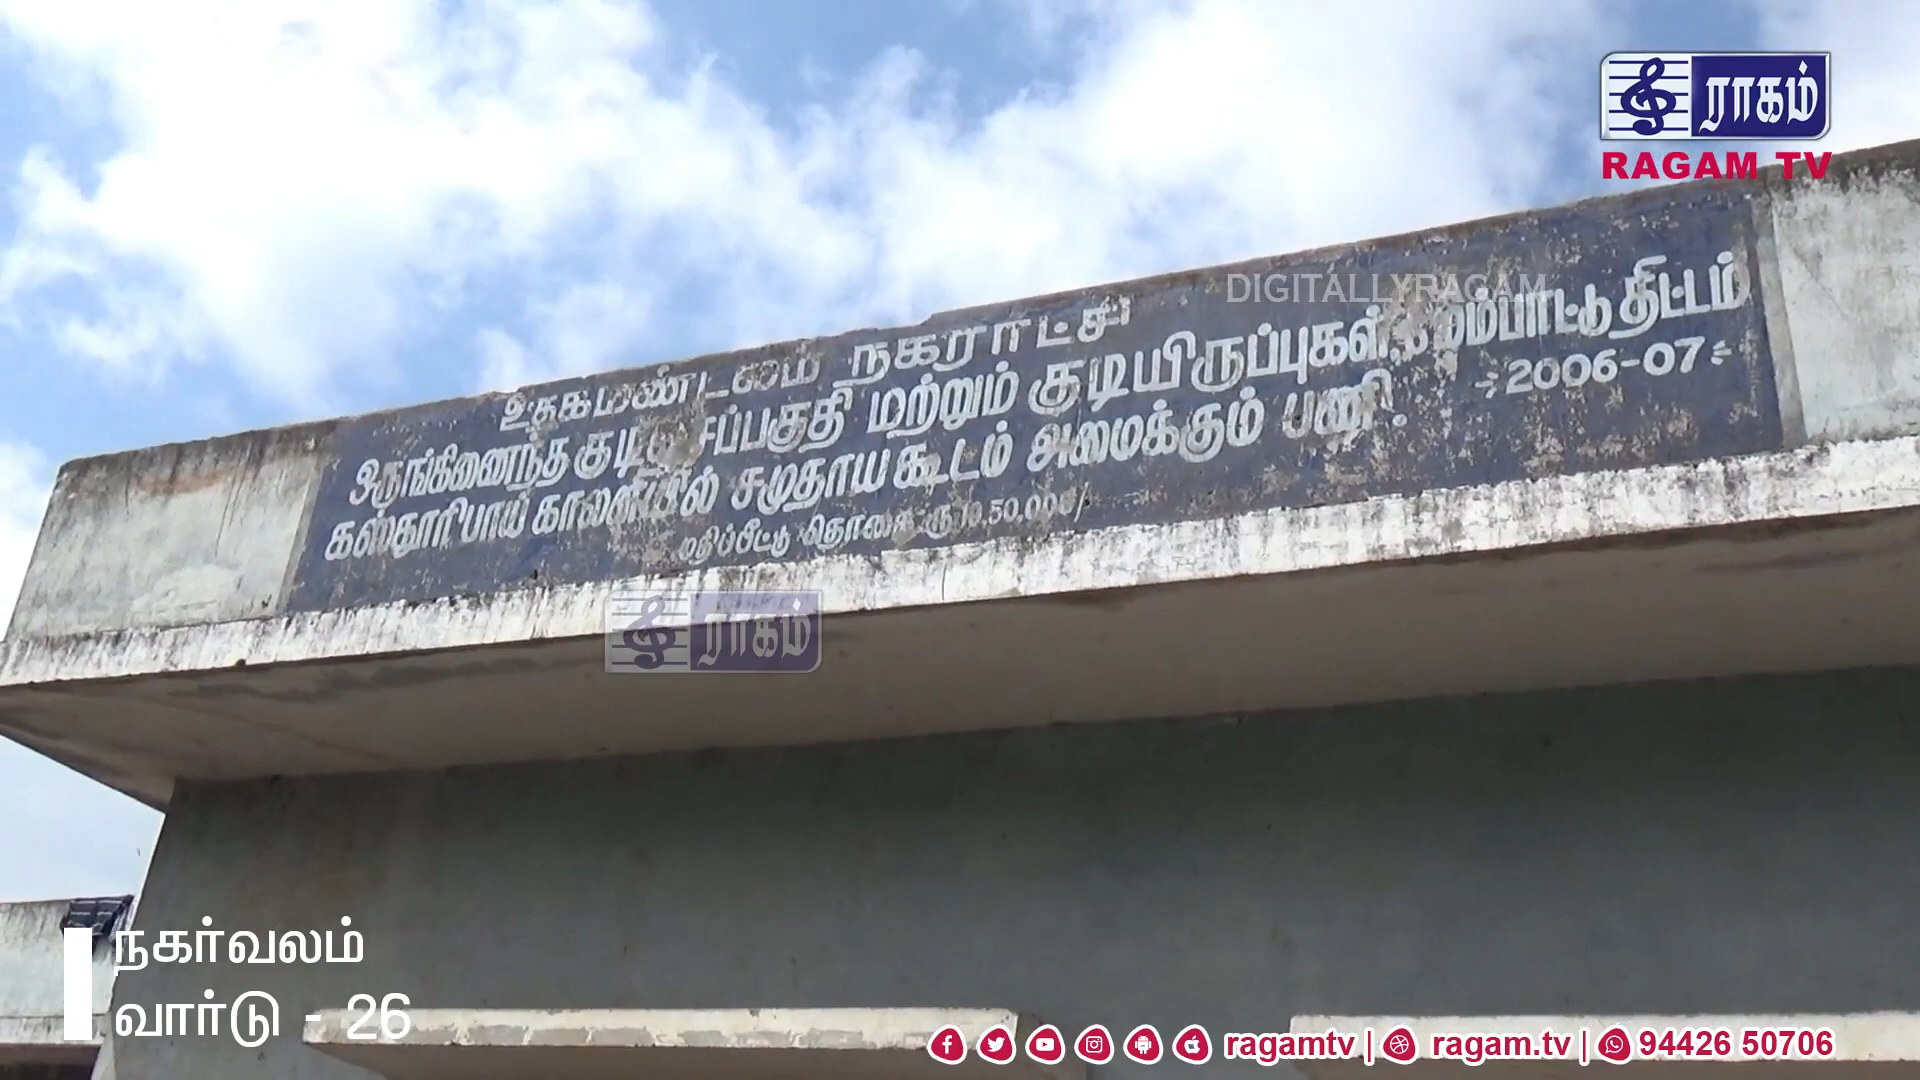 ராகம்
RAGAM TV
DIGITALLYRAGAM
உதகமண்டலம் நகராட்சி
ஒருங்கினைந்த குடிசைப்பகுதி மற்றும் குடியிருப்புகள் மேம்பாட்டு திட்டம்
கஸ்தூரிபாய் காலனியில் சமுதாய கூடம் அமைக்கும் பணி. 2006-07
மதிப்பீட்டு தொகை ரூ.10,50,000/-
ராகம்
நகர்வலம்
வார்டு - 26
ragamtv | ragam.tv | 94426 50706